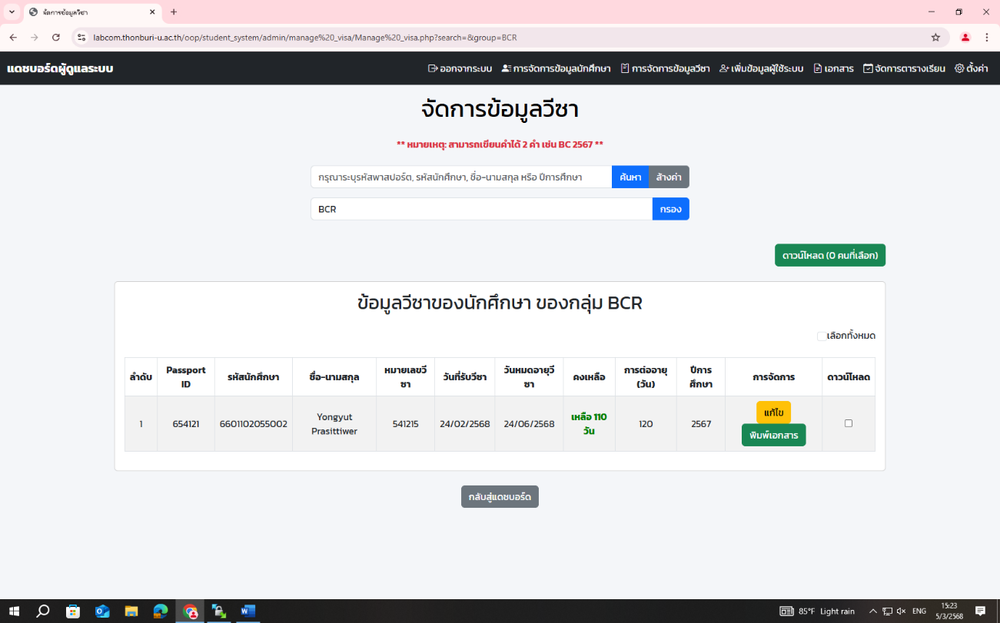 จัดการข้อมูลวีซา
labcom.thonburi-u.ac.th/oop/student_system/admin/manage%20_visa/Manage%20_visa.php?search=&group=BCR
แดชบอร์ดผู้ดูแลระบบ
ออกจากระบบ การจัดการข้อมูลนักศึกษา การจัดการข้อมูลวีซา เพิ่มข้อมูลผู้ใช้ระบบ เอกสาร จัดการตารางเรียน ตั้งค่า
จัดการข้อมูลวีซา
** หมายเหตุ: สามารถเขียนคำได้ 2 คำ เช่น BC 2567 **
กรุณาระบุรหัสพาสปอร์ต, รหัสนักศึกษา, ชื่อ-นามสกุล หรือ ปีการศึกษา ค้นหา ล้างค่า
BCR กรอง
ดาวน์โหลด (0 คนที่เลือก)
ข้อมูลวีซาของนักศึกษา ของกลุ่ม BCR
เลือกทั้งหมด
ลำดับ Passport ID รหัสนักศึกษา ชื่อ-นามสกุล หมายเลขวีซา วันที่รับวีซา วันหมดอายุวีซา คงเหลือ การต่ออายุ (วัน) ปีการศึกษา การจัดการ ดาวน์โหลด
1 654121 6601102055002 Yongyut Prasittiwer 541215 24/02/2568 24/06/2568 เหลือ 110 วัน 120 2567 แก้ไข พิมพ์เอกสาร
กลับสู่แดชบอร์ด
85°F Light rain ENG 15:23
5/3/2568